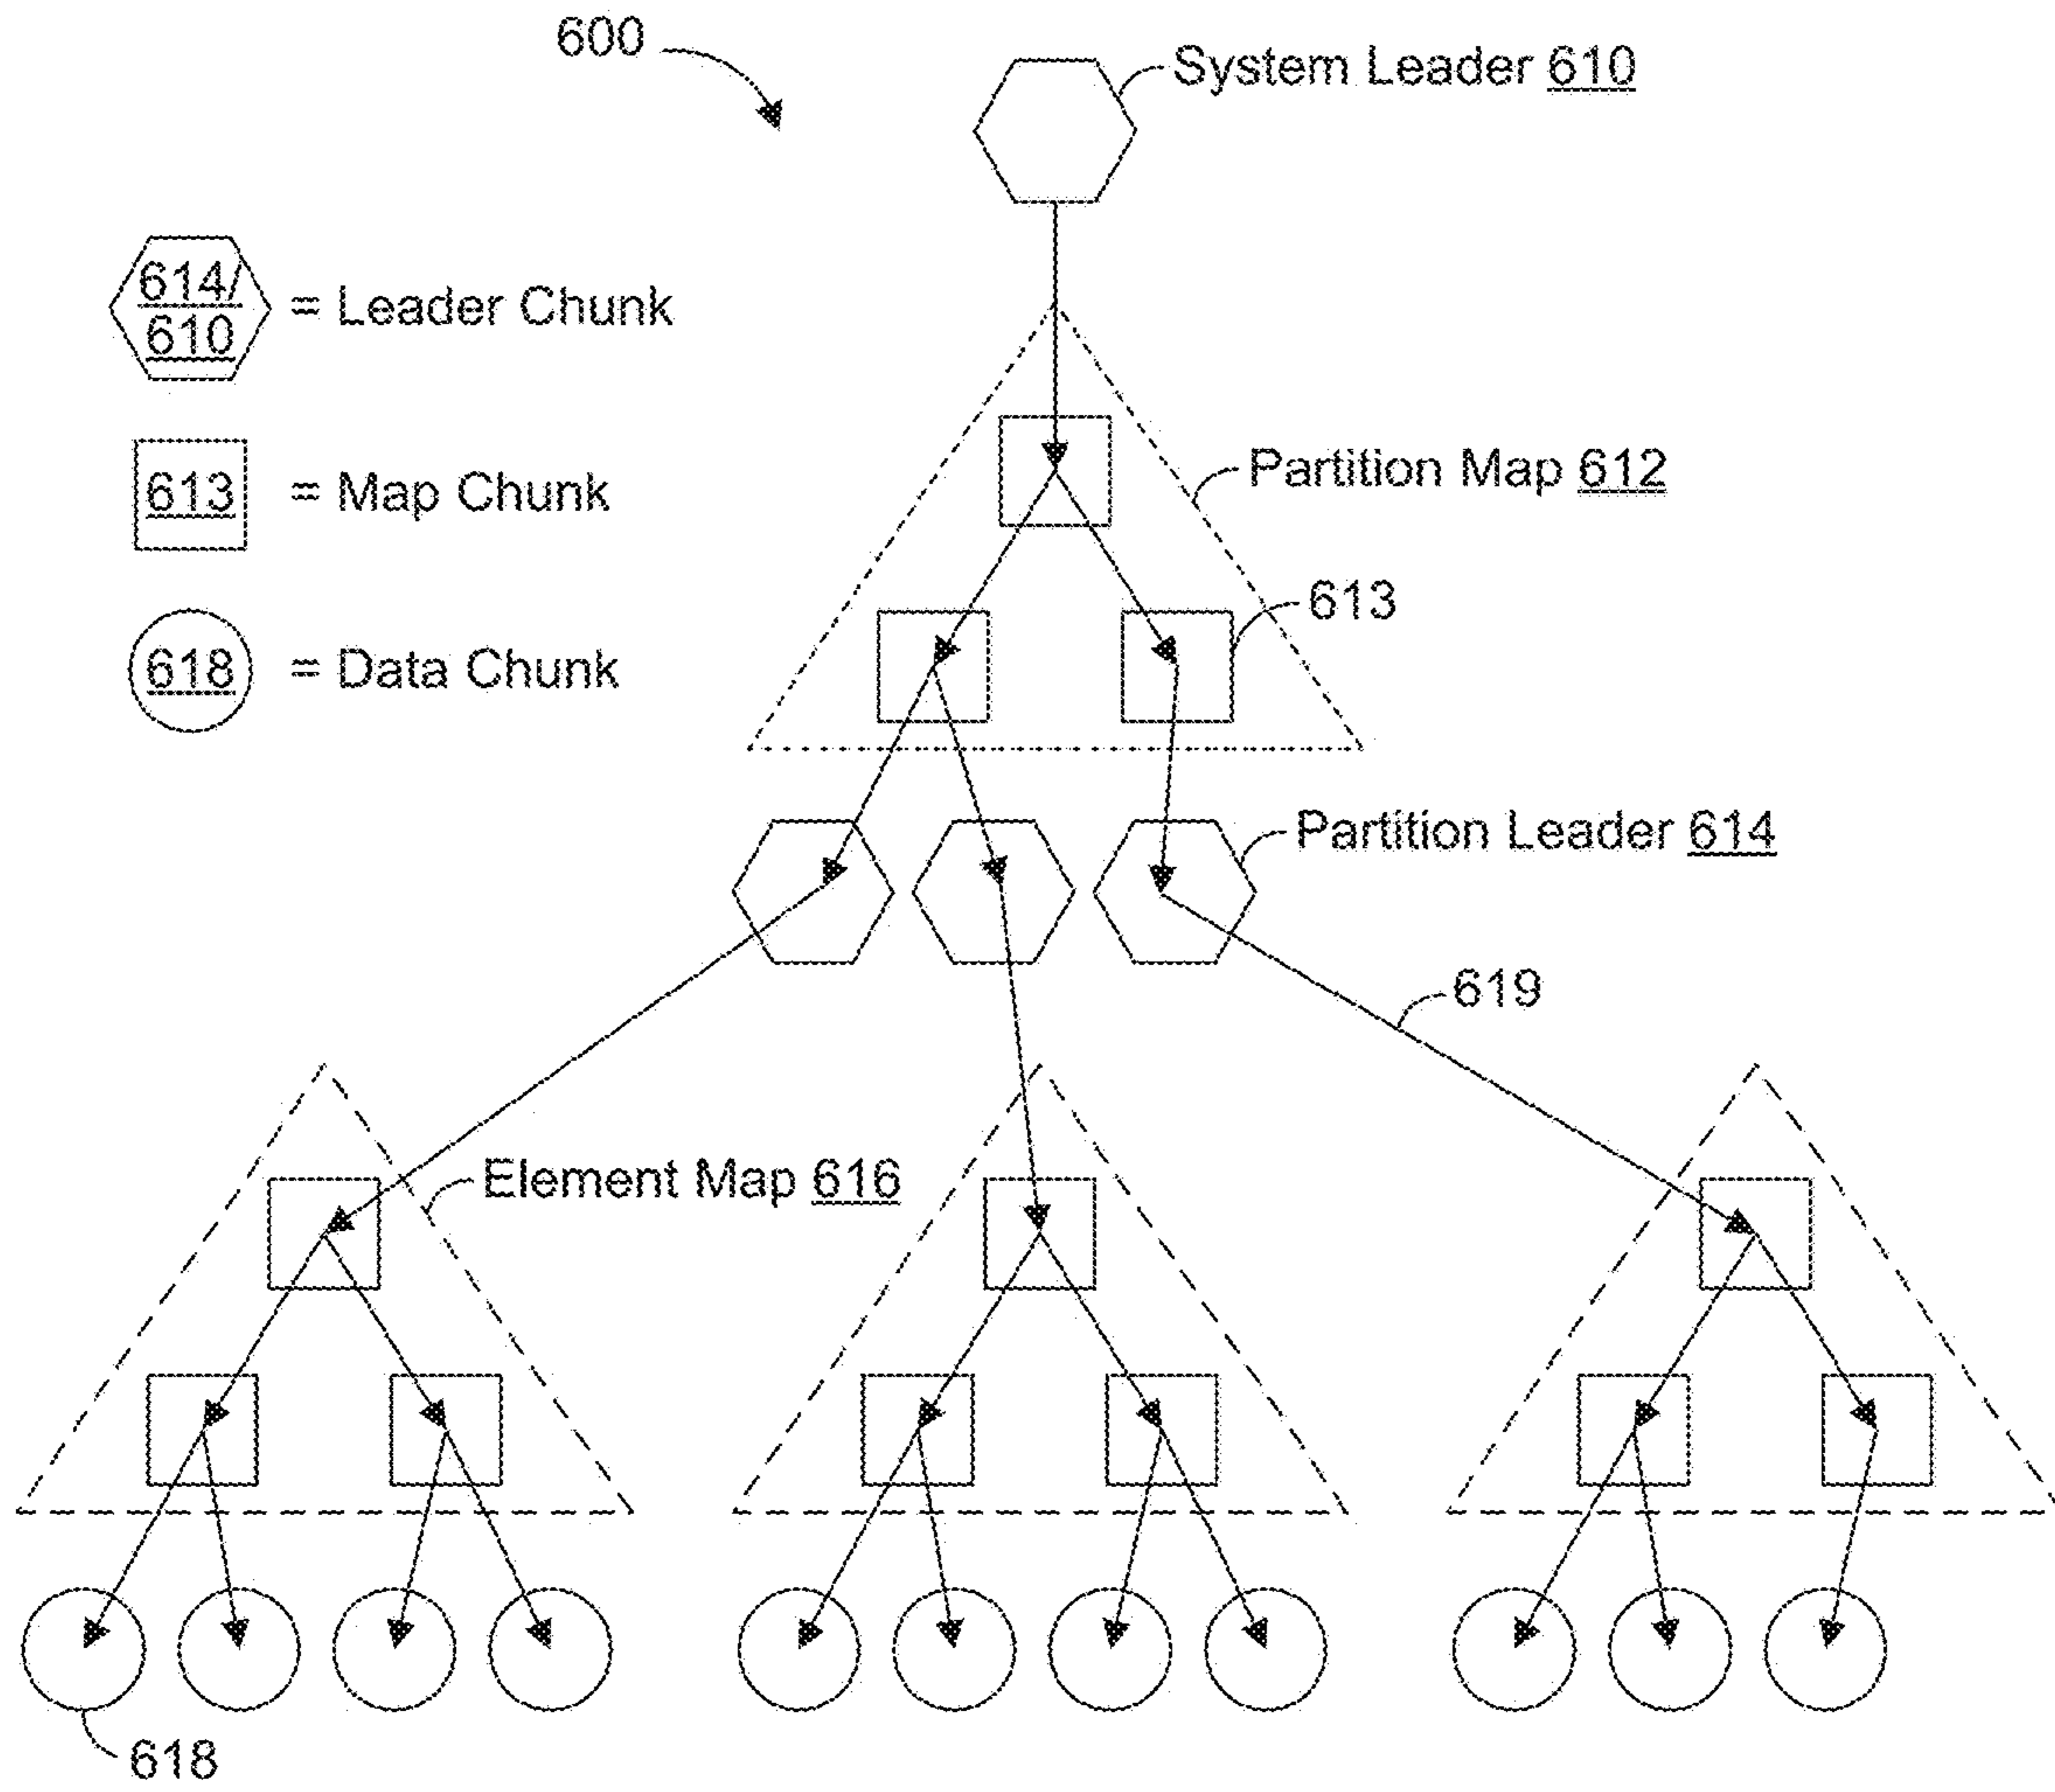 600
System Leader 610
614/
610
= Leader Chunk
613 = Map Chunk
Partition Map 612
613
618 = Data Chunk
Partition Leader 614
619
Element Map 616
618